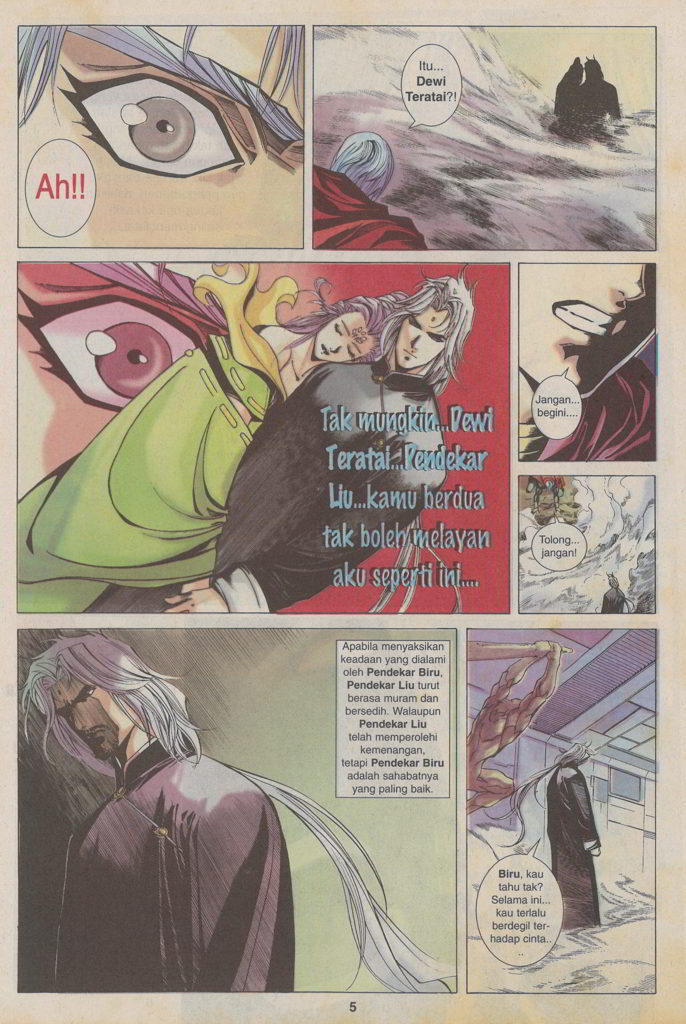 Ah!!
Itu...
Dewi
Teratai?!
Tak mungkin...Dewi
Teratai...Pendekar
Liu...kamu berdua
tak boleh melayan
aku seperti ini....
Jangan...
begini....
Tolong...
jangan!
Apabila menyaksikan
keadaan yang dialami
oleh Pendekar Biru,
Pendekar Liu turut
berasa muram dan
bersedih. Walaupun
Pendekar Liu
telah memperolehi
kemenangan,
tetapi Pendekar Biru
adalah sahabatnya
yang paling baik.
Biru, kau
tahu tak?
Selama ini...
kau terlalu
berdegil ter-
hadap cinta..
..
5